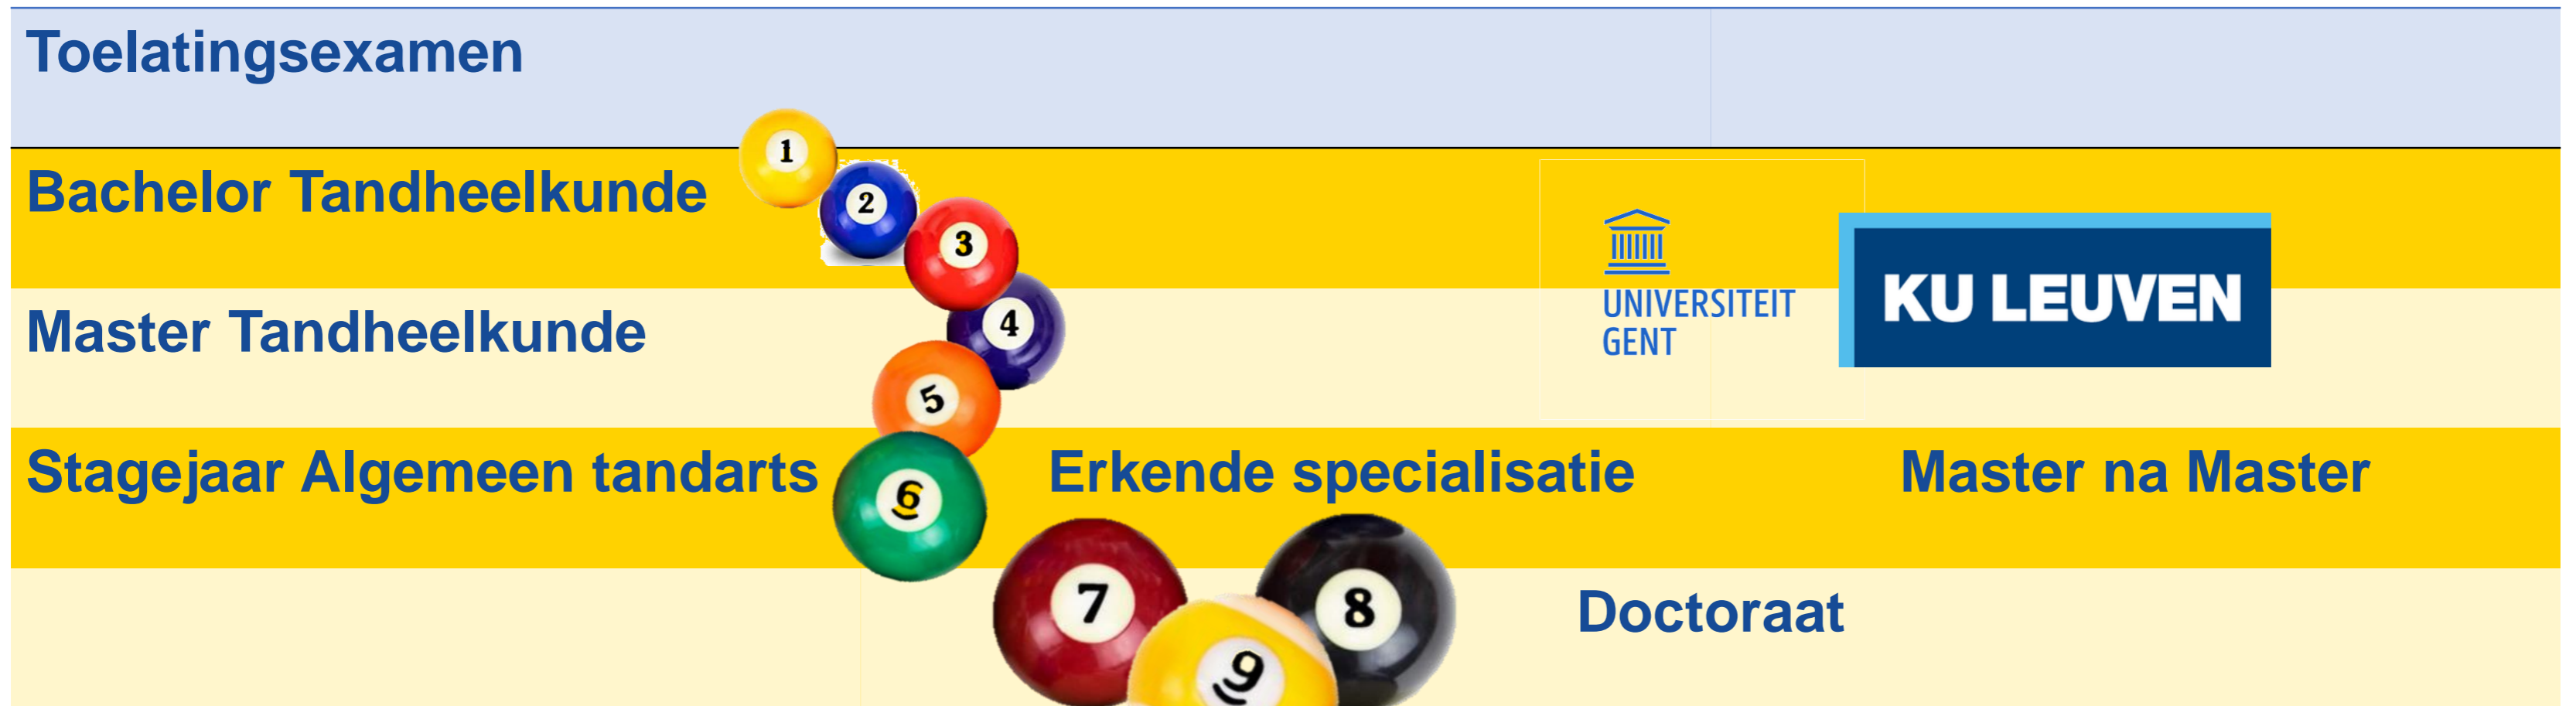 Toelatingsexamen
1
Bachelor Tandheelkunde
2
3
UNIVERSITEIT
GENT
KU LEUVEN
Master Tandheelkunde
4
5
Stagejaar Algemeen tandarts
6
Erkende specialisatie
Master na Master
7
8
Doctoraat
9